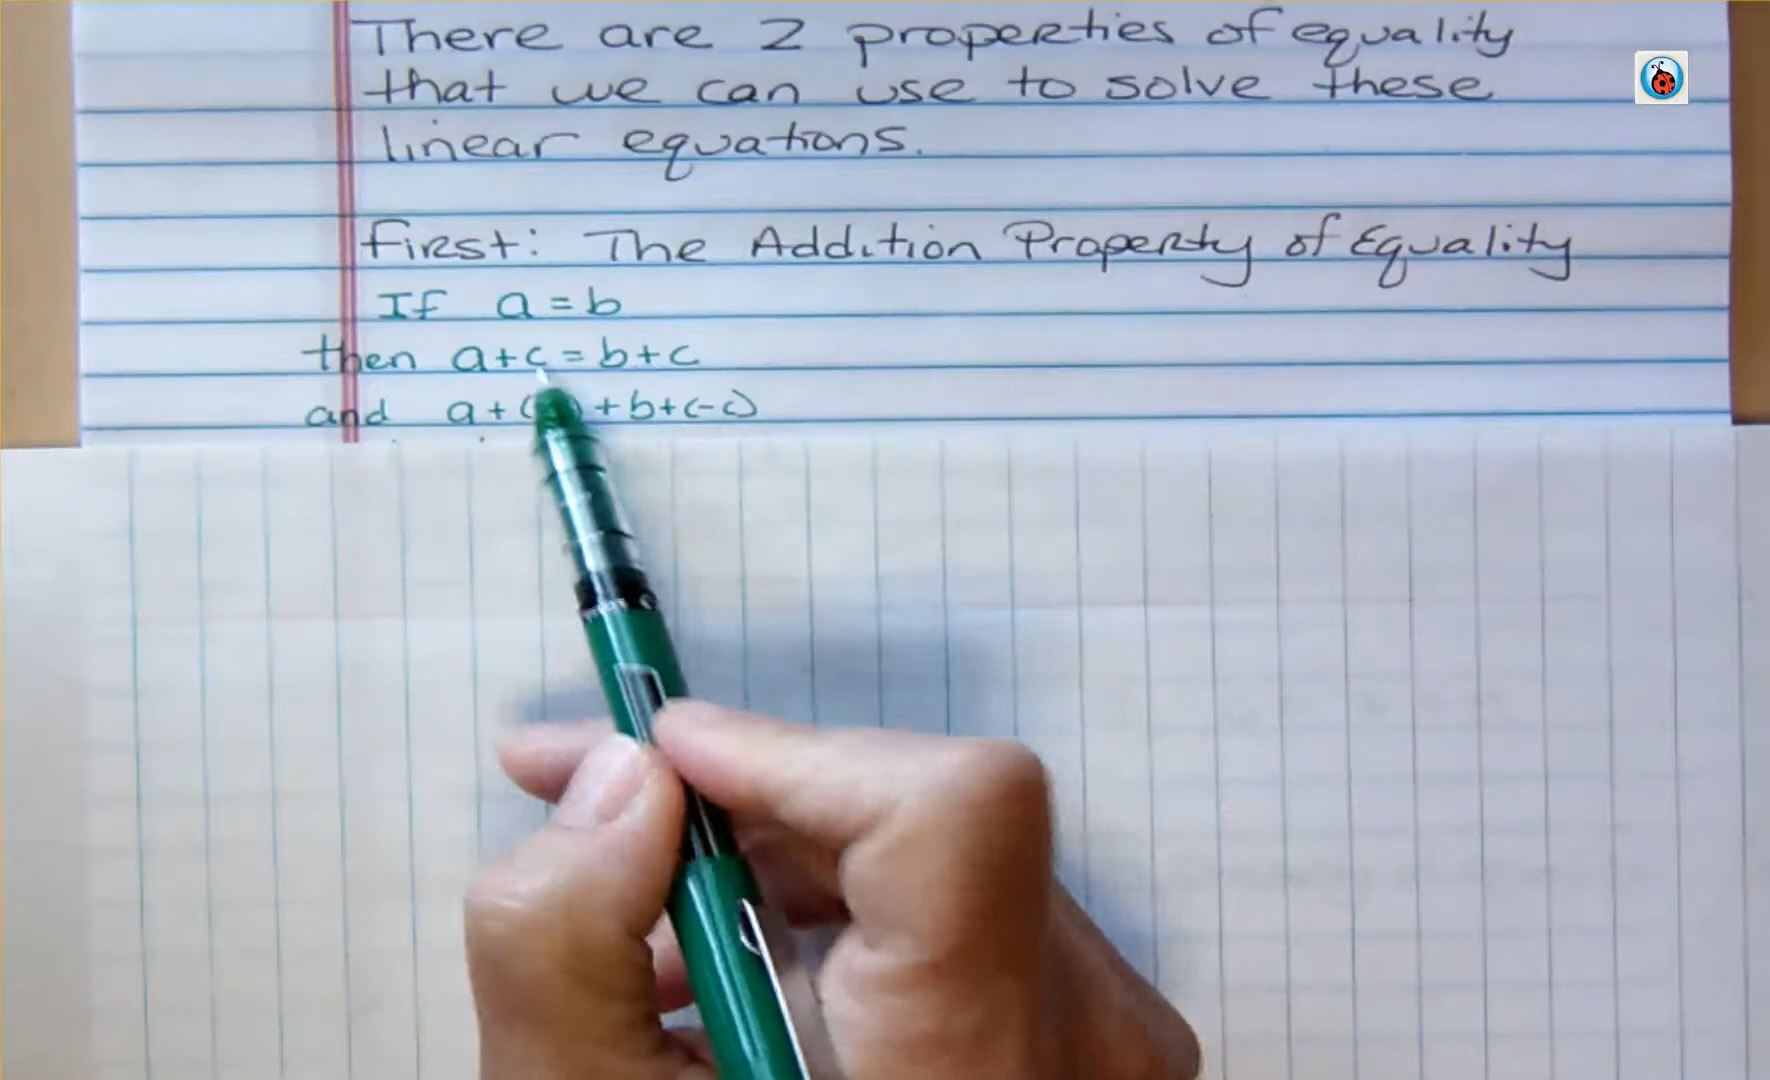 There are 2 properties of equality
that we can use to solve these
linear equations.
First: The Addition Property of Equality
If a = b
then a+c = b+c
and a+( ) + b+(-c)